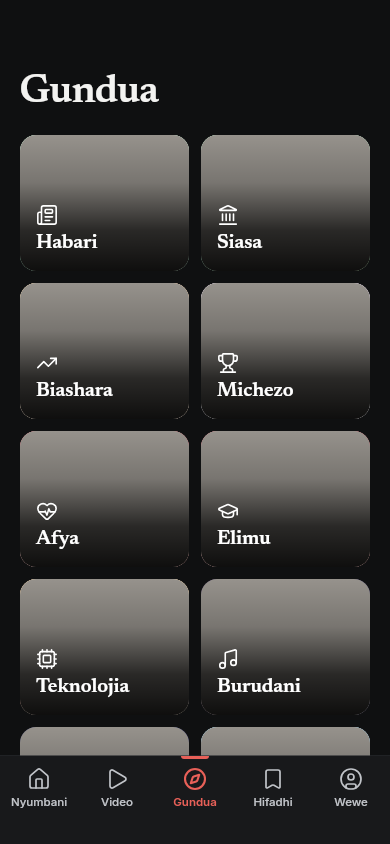 Gundua
Habari
Siasa
Biashara
Michezo
Afya
Elimu
Teknolojia
Burudani
Nyumbani
Video
Gundua
Hifadhi
Wewe